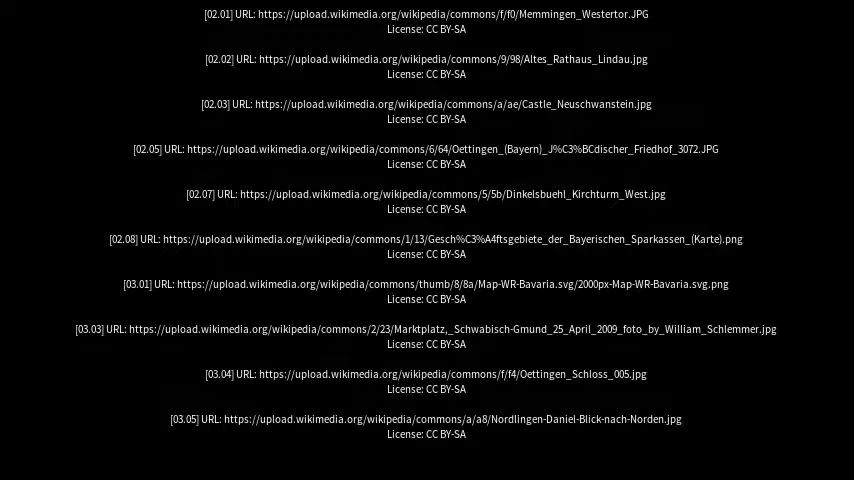 [02.01] URL: https://upload.wikimedia.org/wikipedia/commons/f/f0/Memmingen_Westertor.JPG
License: CC BY-SA
[02.02] URL: https://upload.wikimedia.org/wikipedia/commons/9/98/Altes_Rathaus_Lindau.jpg
License: CC BY-SA
[02.03] URL: https://upload.wikimedia.org/wikipedia/commons/a/ae/Castle_Neuschwanstein.jpg
License: CC BY-SA
[02.05] URL: https://upload.wikimedia.org/wikipedia/commons/6/64/Oettingen_(Bayern)_J%C3%BCdischer_Friedhof_3072.JPG
License: CC BY-SA
[02.07] URL: https://upload.wikimedia.org/wikipedia/commons/5/5b/Dinkelsbuehl_Kirchturm_West.jpg
License: CC BY-SA
[02.08] URL: https://upload.wikimedia.org/wikipedia/commons/1/13/Gesch%C3%A4ftsgebiete_der_Bayerischen_Sparkassen_(Karte).png
License: CC BY-SA
[03.01] URL: https://upload.wikimedia.org/wikipedia/commons/thumb/8/8a/Map-WR-Bavaria.svg/2000px-Map-WR-Bavaria.svg.png
License: CC BY-SA
[03.03] URL: https://upload.wikimedia.org/wikipedia/commons/2/23/Marktplatz,_Schwabisch-Gmund_25_April_2009_foto_by_William_Schlemmer.jpg
License: CC BY-SA
[03.04] URL: https://upload.wikimedia.org/wikipedia/commons/f/f4/Oettingen_Schloss_005.jpg
License: CC BY-SA
[03.05] URL: https://upload.wikimedia.org/wikipedia/commons/a/a8/Nordlingen-Daniel-Blick-nach-Norden.jpg
License: CC BY-SA